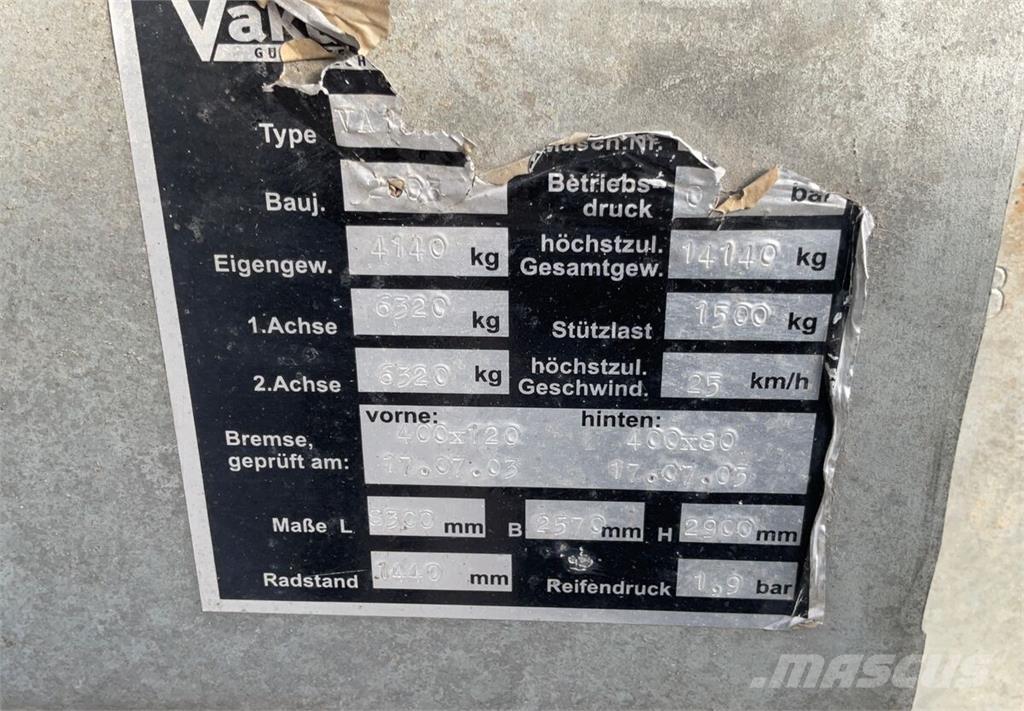 Type VA
Masch.Nr.
Bauj. Betriebs-druck 0 bar
Eigengew. 4140 kg höchstzul. Gesamtgew. 14140 kg
1.Achse 6320 kg Stützlast 1500 kg
2.Achse 6320 kg höchstzul. Geschwind. 25 km/h
Bremse, geprüft am: vorne: hinten:
400x120 400x80
17.07.03 17.07.03
Maße L mm B 2570 mm H 2900 mm
Radstand 1440 mm Reifendruck 1,9 bar
MASCUS